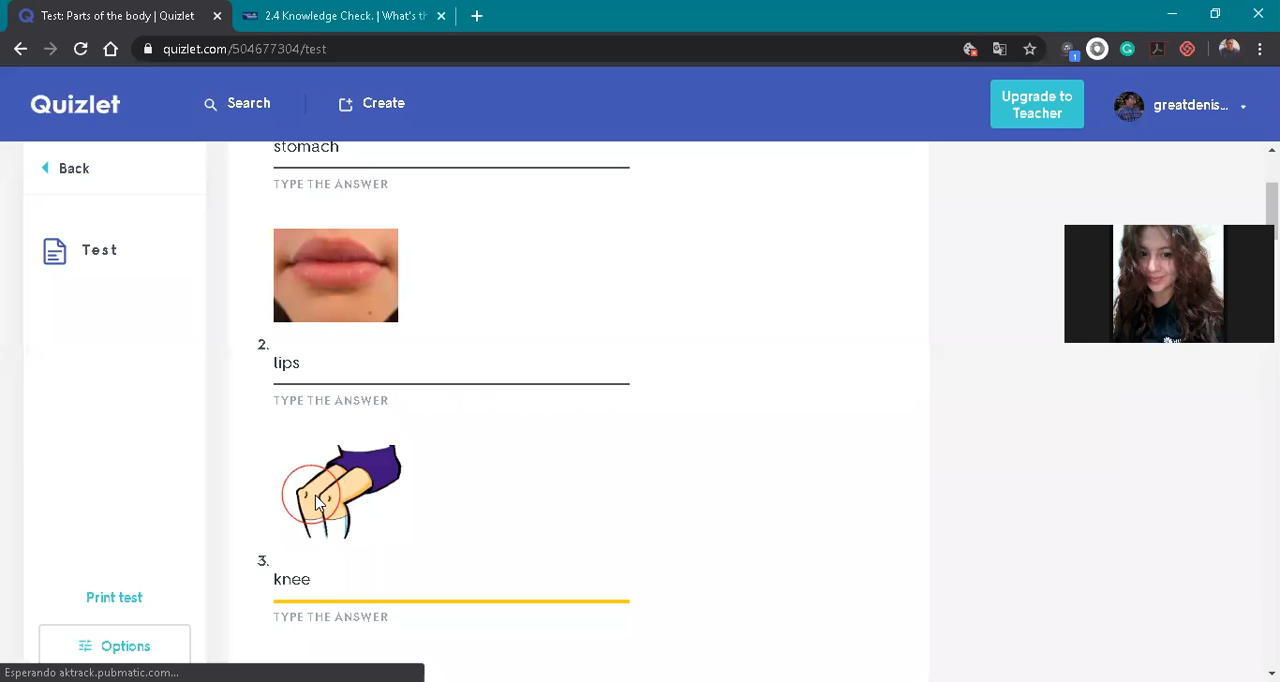 Test: Parts of the body | Quizlet
2.4 Knowledge Check. | What's th
quizlet.com/504677304/test
1
Quizlet
Search
Create
Upgrade to
Teacher
greatdenis...
Back
Test
Print test
Options
stomach
TYPE THE ANSWER
2.
lips
TYPE THE ANSWER
3.
knee
TYPE THE ANSWER
Esperando aktrack.pubmatic.com...